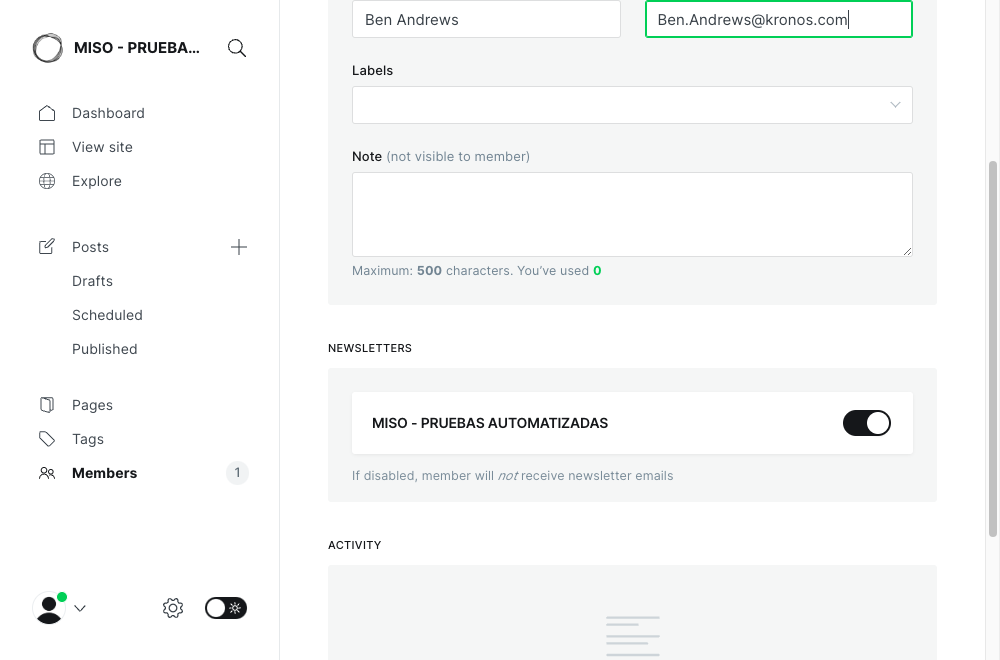 MISO - PRUEBA...
Dashboard
View site
Explore
Posts
Drafts
Scheduled
Published
Pages
Tags
Members 1
Ben Andrews
Ben.Andrews@kronos.com
Labels
Note (not visible to member)
Maximum: 500 characters. You’ve used 0
NEWSLETTERS
MISO - PRUEBAS AUTOMATIZADAS
If disabled, member will not receive newsletter emails
ACTIVITY